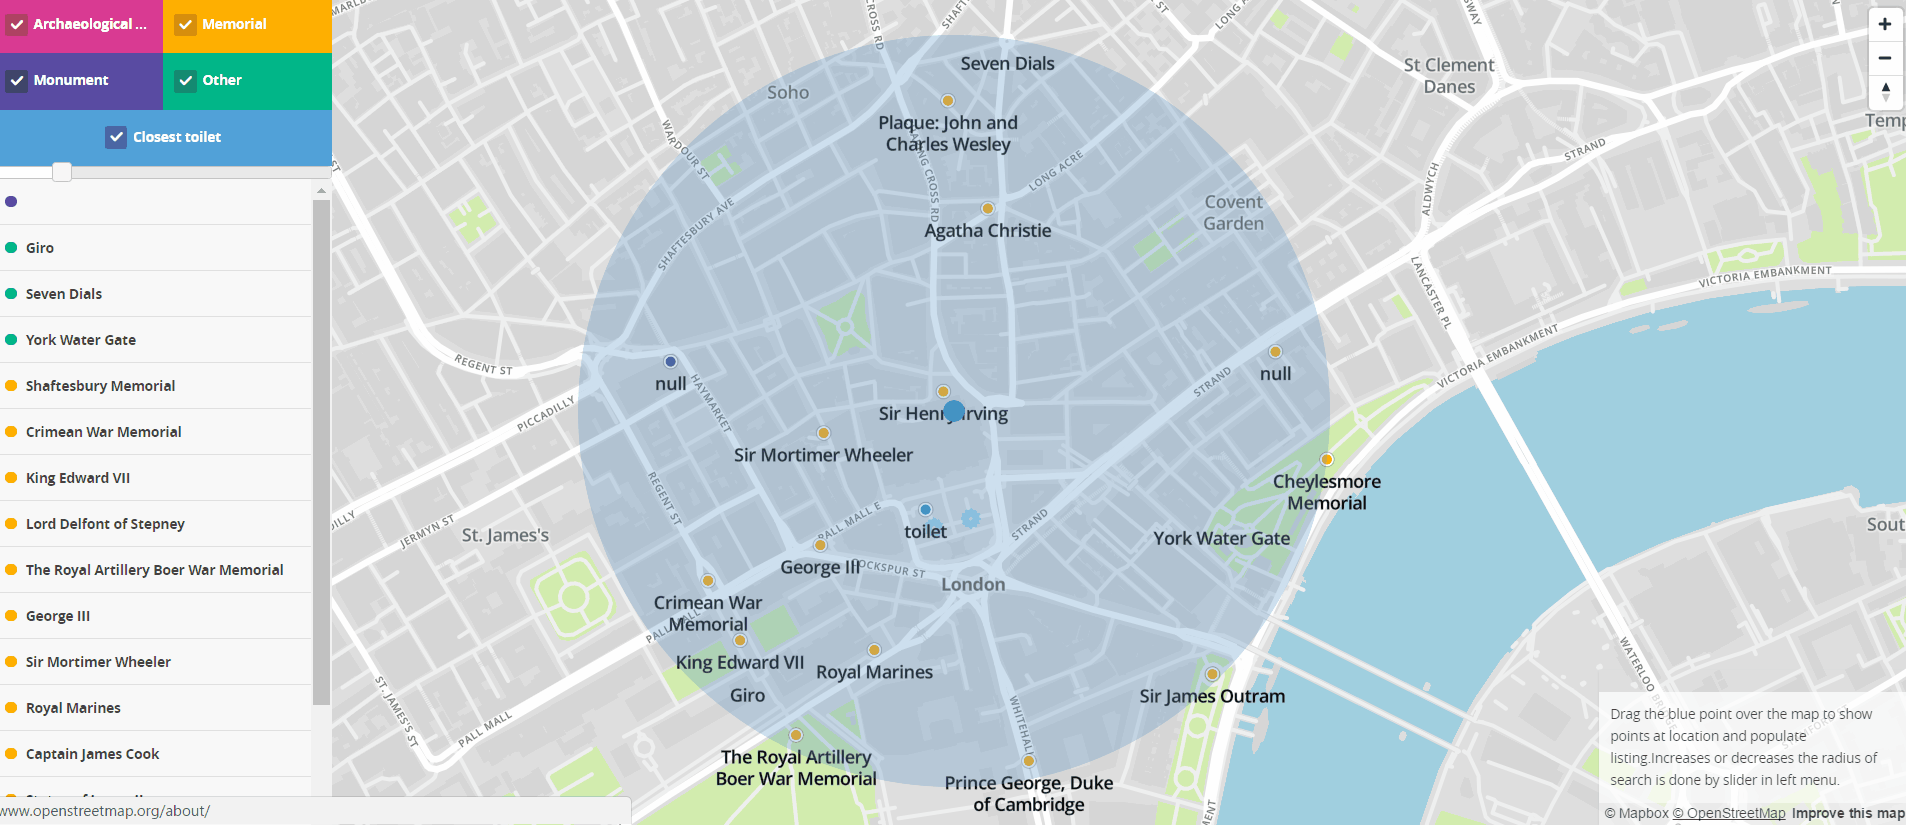 Archaeological ...
Memorial
Monument
Other
Closest toilet
Giro
Seven Dials
York Water Gate
Shaftesbury Memorial
Crimean War Memorial
King Edward VII
Lord Delfont of Stepney
The Royal Artillery Boer War Memorial
George III
Sir Mortimer Wheeler
Royal Marines
Captain James Cook
www.openstreetmap.org/about/
Seven Dials
Soho
Plaque: John and
Charles Wesley
WARDOUR ST
LONG ACRE
SHAFTESBURY AVE
Agatha Christie
Covent
Garden
St Clement
Danes
STRAND
ALDWYCH
LANCASTER PL
VICTORIA EMBANKMENT
VICTORIA EMBANKMENT
REGENT ST
PICCADILLY
HAYMARKET
null
null
STRAND
Sir Henry Irving
Sir Mortimer Wheeler
Cheylesmore
Memorial
REGENT ST
JERMYN ST
St. James's
PALL MALL E
toilet
STRAND
York Water Gate
George III
London
Crimean War
Memorial
King Edward VII
Royal Marines
Giro
Sir James Outram
ST. JAMES'S ST
PALL MALL
WHITEHALL
The Royal Artillery
Boer War Memorial
Prince George, Duke
of Cambridge
Drag the blue point over the map to show
points at location and populate
listing.Increases or decreases the radius of
search is done by slider in left menu.
© Mapbox © OpenStreetMap Improve this map